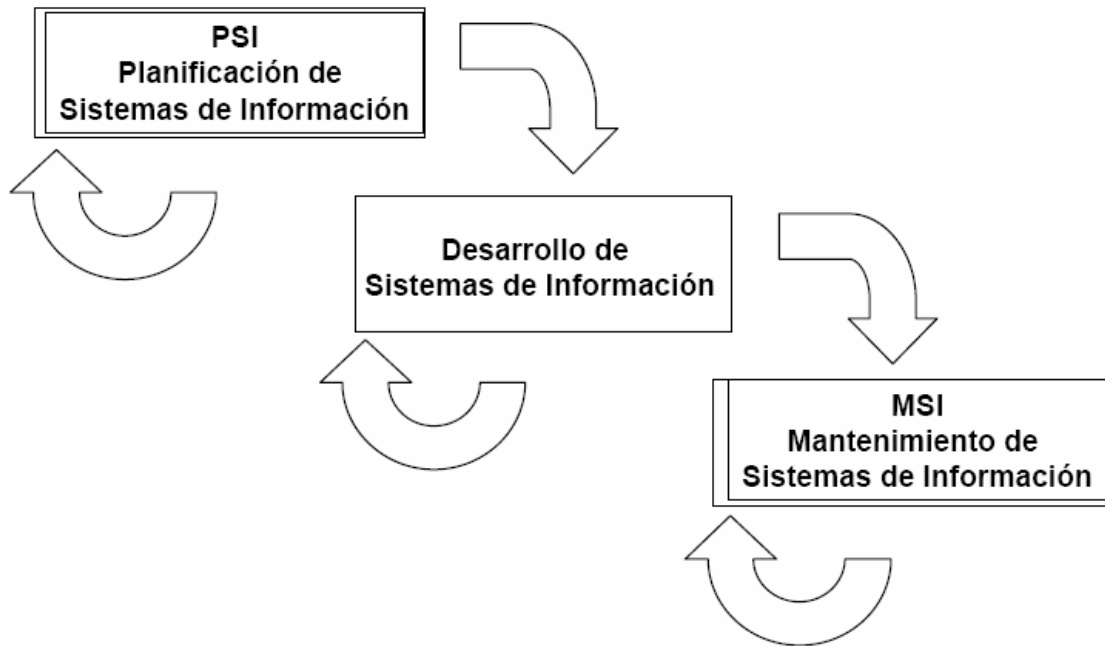 PSI
Planificación de
Sistemas de Información
Desarrollo de
Sistemas de Información
MSI
Mantenimiento de
Sistemas de Información